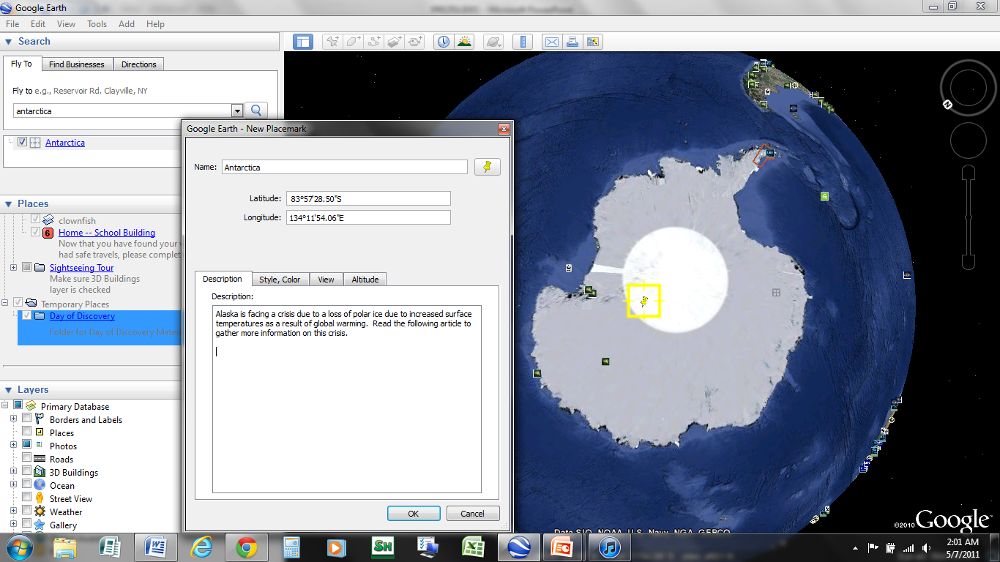 Google Earth
File Edit View Tools Add Help
Search
Fly To Find Businesses Directions
Fly to e.g., Reservoir Rd. Clayville, NY
antarctica
Antarctica
Places
clownfish
6 Home -- School Building
Now that you have found your
had safe travels, please complet
Sightseeing Tour
Make sure 3D Buildings
layer is checked
Temporary Places
Day of Discovery
Folder for Day of Discovery Mater
Layers
Primary Database
Borders and Labels
Places
Photos
Roads
3D Buildings
Ocean
Street View
Weather
Gallery
Google Earth - New Placemark
Name: Antarctica
Latitude: 83°57'28.50"S
Longitude: 134°11'54.06"E
Description Style, Color View Altitude
Description:
Alaska is facing a crisis due to a loss of polar ice due to increased surface
temperatures as a result of global warming.  Read the following article to
gather more information on this crisis.
OK Cancel
N
G
Data SIO, NOAA, U.S. Navy, NGA, GEBCO
©2010 Google
SH
2:01 AM
5/7/2011